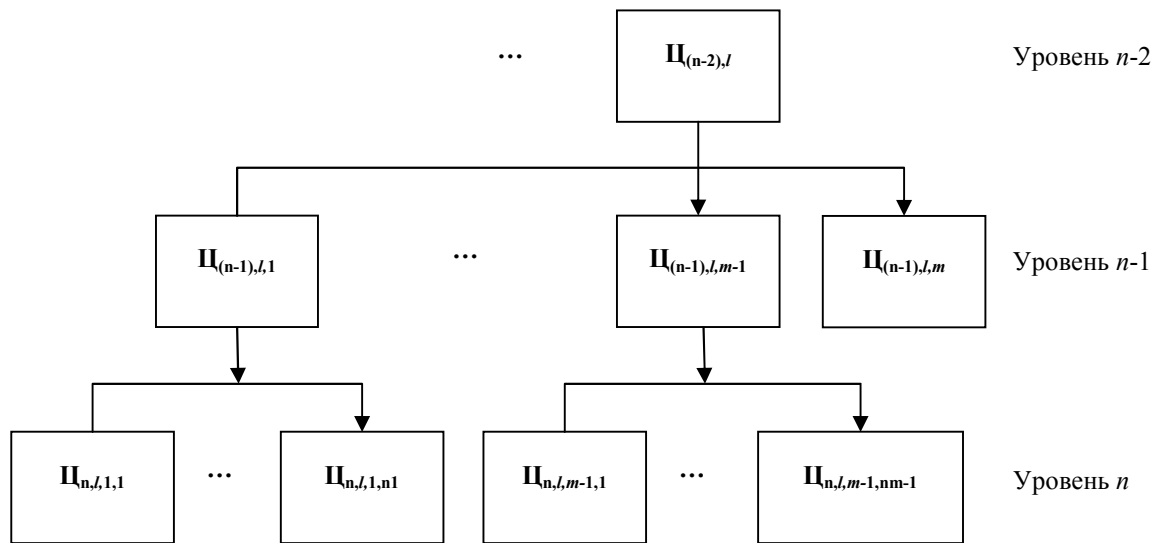 ... Ц(n-2),l Уровень n-2
Ц(n-1),l,1 ... Ц(n-1),l,m-1 Ц(n-1),l,m Уровень n-1
Цn,l,1,1 ... Цn,l,1,n1 Цn,l,m-1,1 ... Цn,l,m-1,nm-1 Уровень n